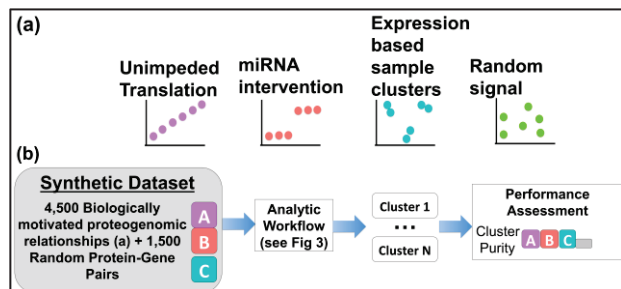 (a)
Unimpeded
Translation
miRNA
intervention
Expression
based
sample
clusters
Random
signal
(b)
Synthetic Dataset
4,500 Biologically
motivated proteogenomic
relationships (a) + 1,500
Random Protein-Gene
Pairs
A
B
C
Analytic
Workflow
(see Fig 3)
Cluster 1
...
Cluster N
Performance
Assessment
Cluster
Purity
A B C